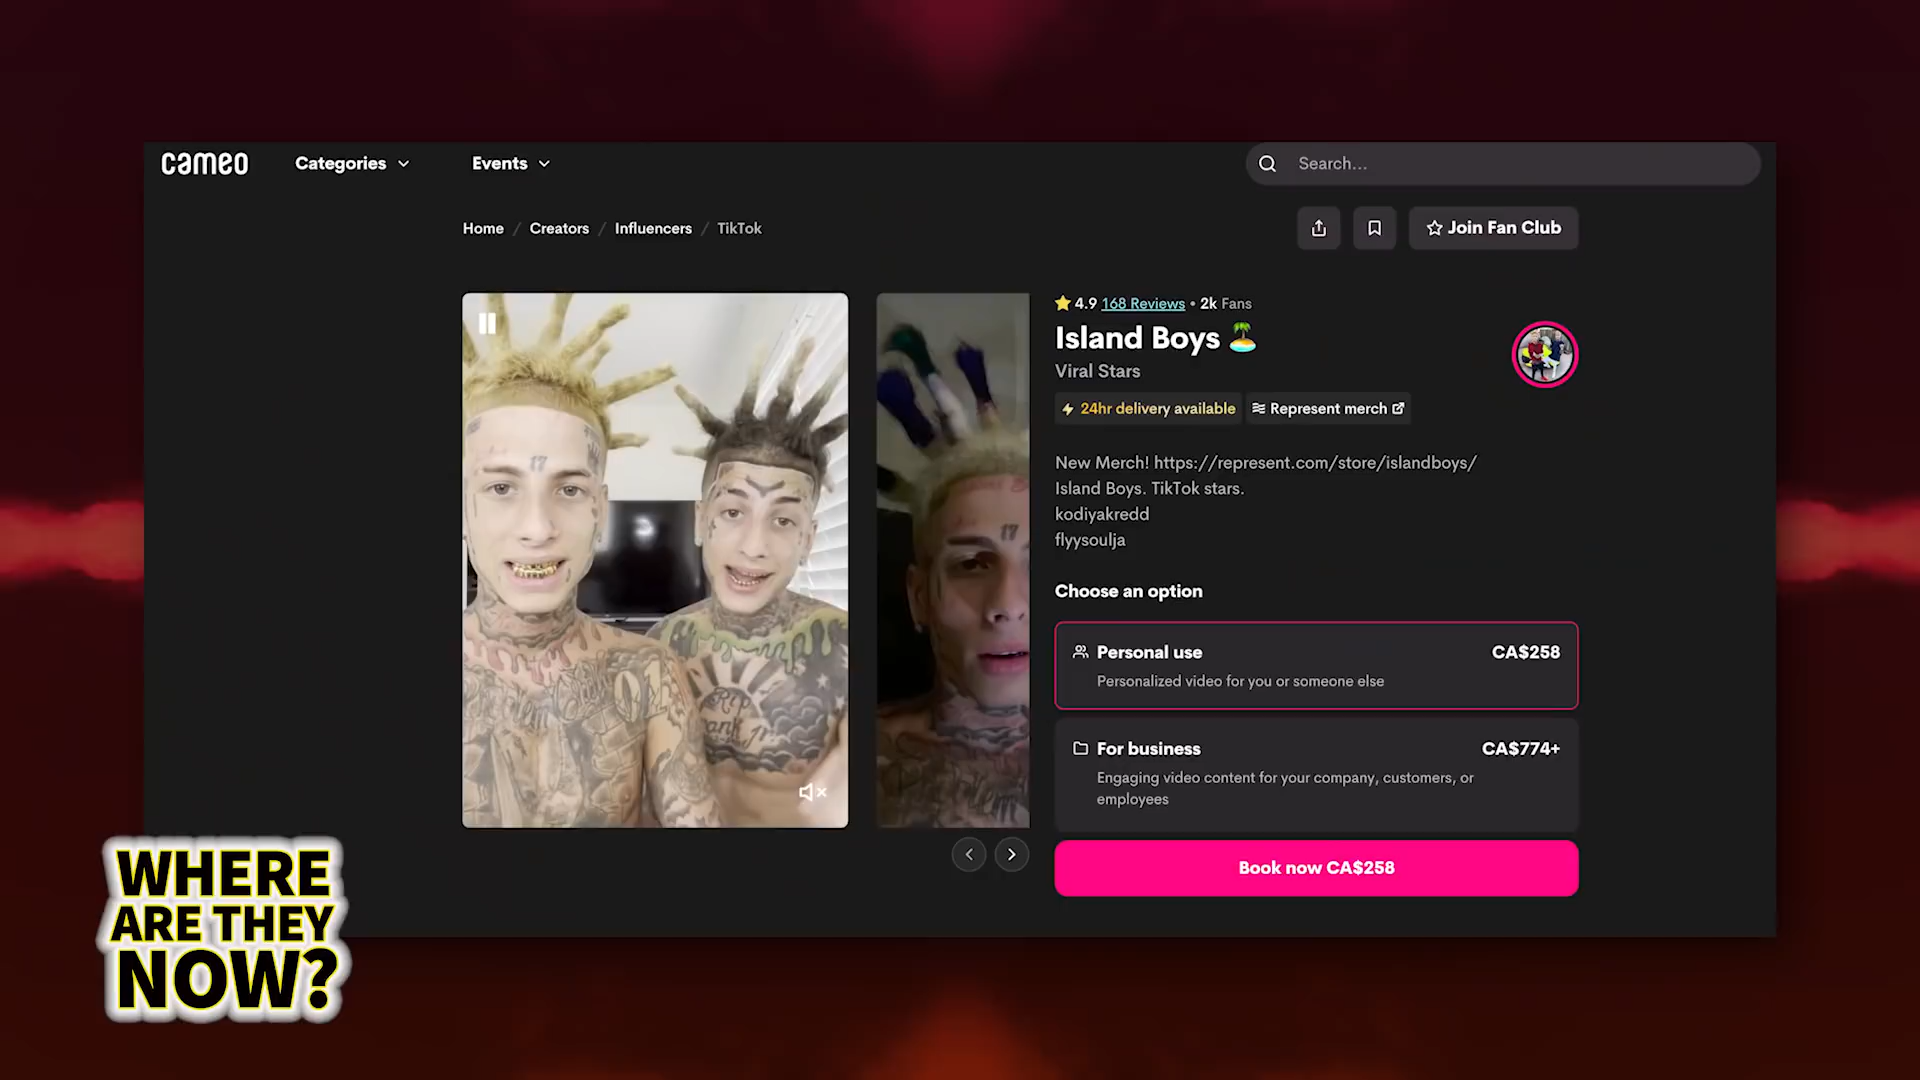 cameo
Categories
Events
Search...
Home / Creators / Influencers / TikTok
Join Fan Club
4.9 168 Reviews • 2k Fans
Island Boys 🏝️
Viral Stars
24hr delivery available
Represent merch
New Merch! https://represent.com/store/islandboys/
Island Boys. TikTok stars.
kodiyakredd
flyysoulja
Choose an option
Personal use
CA$258
Personalized video for you or someone else
For business
CA$774+
Engaging video content for your company, customers, or
employees
Book now CA$258
17
17
Rip
WHERE
ARE THEY
NOW?